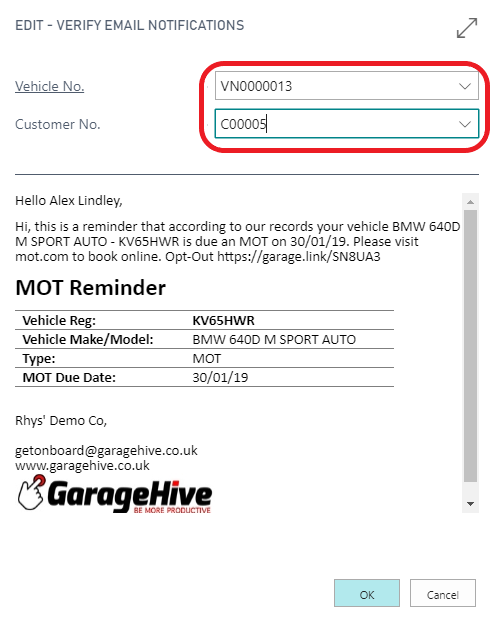 EDIT - VERIFY EMAIL NOTIFICATIONS
Vehicle No. VN0000013
Customer No. C00005
Hello Alex Lindley,
Hi, this is a reminder that according to our records your vehicle BMW 640D
M SPORT AUTO - KV65HWR is due an MOT on 30/01/19. Please visit
mot.com to book online. Opt-Out https://garage.link/SN8UA3
MOT Reminder
Vehicle Reg: KV65HWR
Vehicle Make/Model: BMW 640D M SPORT AUTO
Type: MOT
MOT Due Date: 30/01/19
Rhys' Demo Co,
getonboard@garagehive.co.uk
www.garagehive.co.uk
GarageHive
BE MORE PRODUCTIVE
OK Cancel